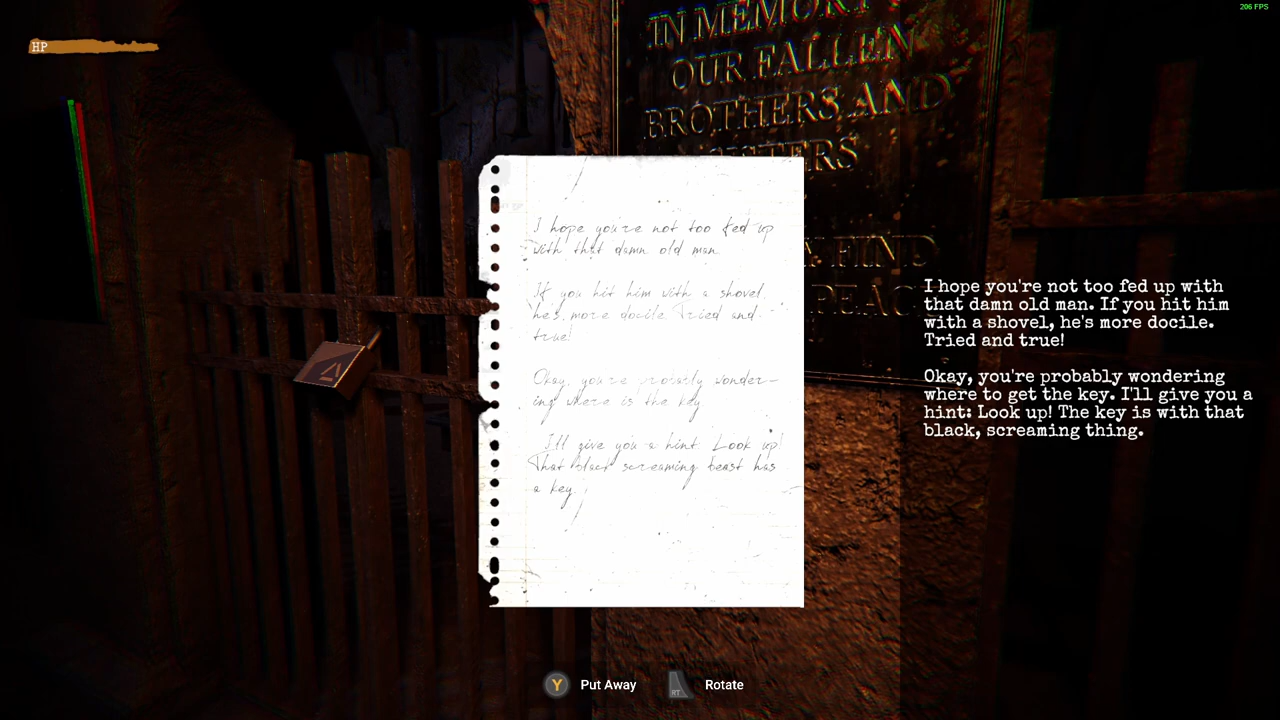 206 FPS
HP
IN MEMORY
OUR FALLEN
BROTHERS AND
FIND
I hope you're not too fed up
with that damn old man.
If you hit him with a shovel,
he's more docile. Tried and
true!
Okay, you're probably wonder-
ing where is the key
I'll give you a hint: Look up!
That black screaming beast has
a key.
I hope you're not too fed up with
that damn old man. If you hit him
with a shovel, he's more docile.
Tried and true!
Okay, you're probably wondering
where to get the key. I'll give you a
hint: Look up! The key is with that
black, screaming thing.
Y Put Away RT Rotate